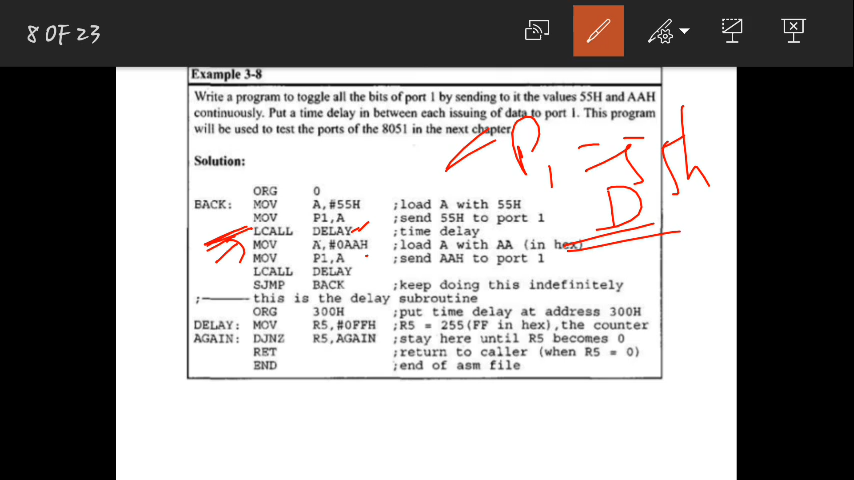 8 OF 23
Example 3-8
Write a program to toggle all the bits of port 1 by sending to it the values 55H and AAH
continuously. Put a time delay in between each issuing of data to port 1. This program
will be used to test the ports of the 8051 in the next chapter.
P1 = 55h
D
Solution:
ORG 0
BACK: MOV A,#55H ;load A with 55H
MOV P1,A ;send 55H to port 1
LCALL DELAY ;time delay
MOV A,#0AAH ;load A with AA (in hex)
MOV P1,A ;send AAH to port 1
LCALL DELAY
SJMP BACK ;keep doing this indefinitely
;—— this is the delay subroutine
ORG 300H ;put time delay at address 300H
DELAY: MOV R5,#0FFH ;R5 = 255(FF in hex),the counter
AGAIN: DJNZ R5,AGAIN ;stay here until R5 becomes 0
RET ;return to caller (when R5 = 0)
END ;end of asm file